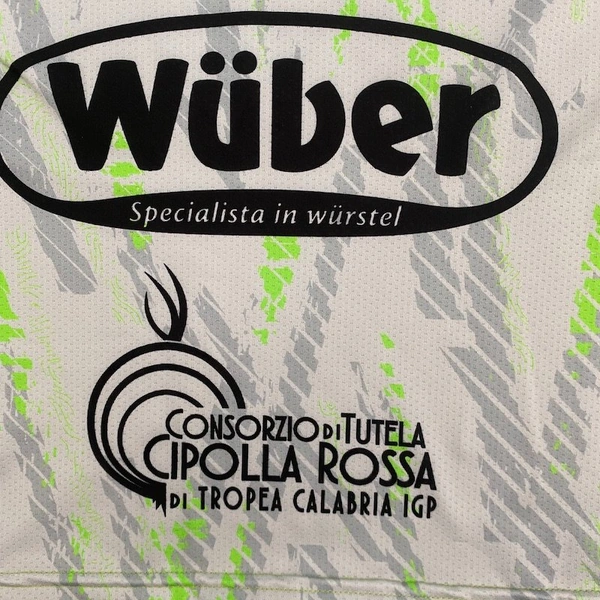 Wüber
Specialista in würstel
CONSORZIO DI TUTELA
CIPOLLA ROSSA
DI TROPEA CALABRIA IGP